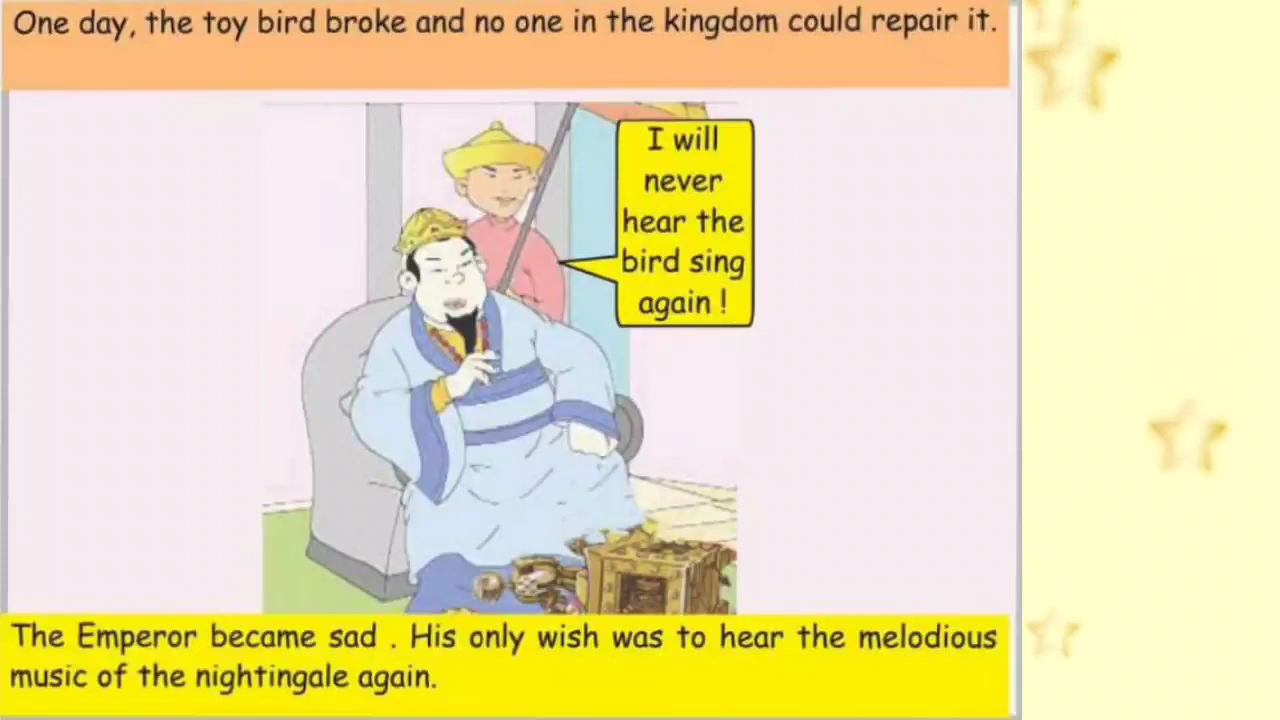 One day, the toy bird broke and no one in the kingdom could repair it.
I will
never
hear the
bird sing
again !
The Emperor became sad . His only wish was to hear the melodious
music of the nightingale again.